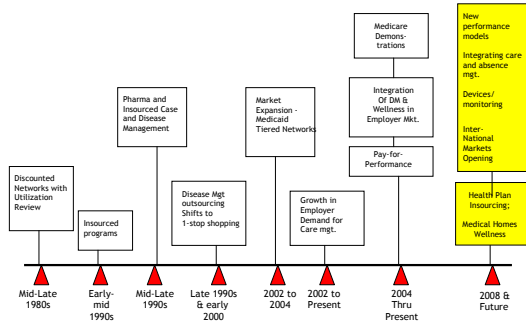 Discounted
Networks with
Utilization
Review
Insourced
programs
Pharma and
Insourced Case
and Disease
Management
Disease Mgt
outsourcing
Shifts to
1-stop shopping
Market
Expansion -
Medicaid
Tiered Networks
Growth in
Employer
Demand for
Care mgt.
Medicare
Demons-
trations
Integration
Of DM &
Wellness in
Employer Mkt.
Pay-for-
Performance
New
performance
models
Integrating care
and absence
mgt.
Devices/
monitoring
Inter-
National
Markets
Opening
Health Plan
Insourcing;
Medical Homes
Wellness
Mid-Late
1980s
Early-
mid
1990s
Mid-Late
1990s
Late 1990s
& early
2000
2002 to
2004
2002 to
Present
2004
Thru
Present
2008 &
Future